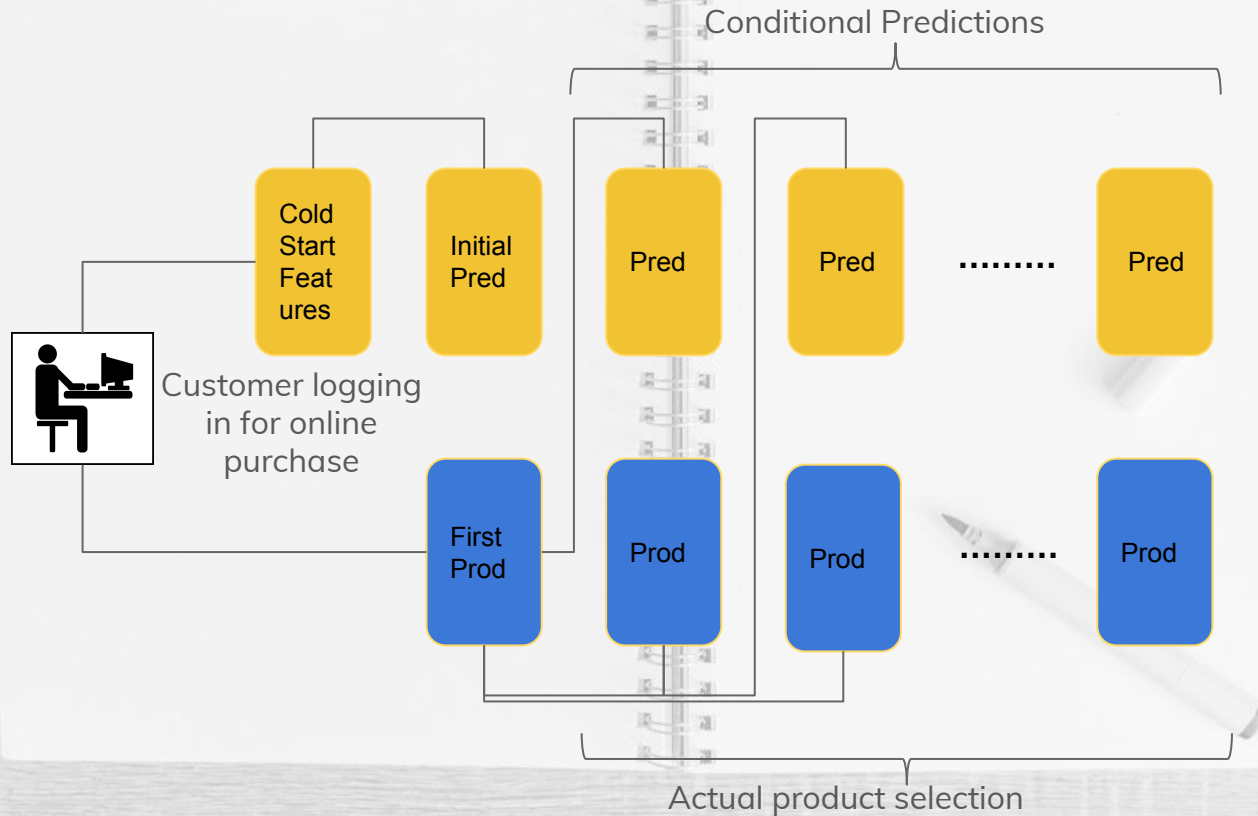 Conditional Predictions
Cold
Start
Feat
ures
Initial
Pred
Pred
Pred
.........
Pred
Customer logging
in for online
purchase
First
Prod
Prod
Prod
.........
Prod
Actual product selection